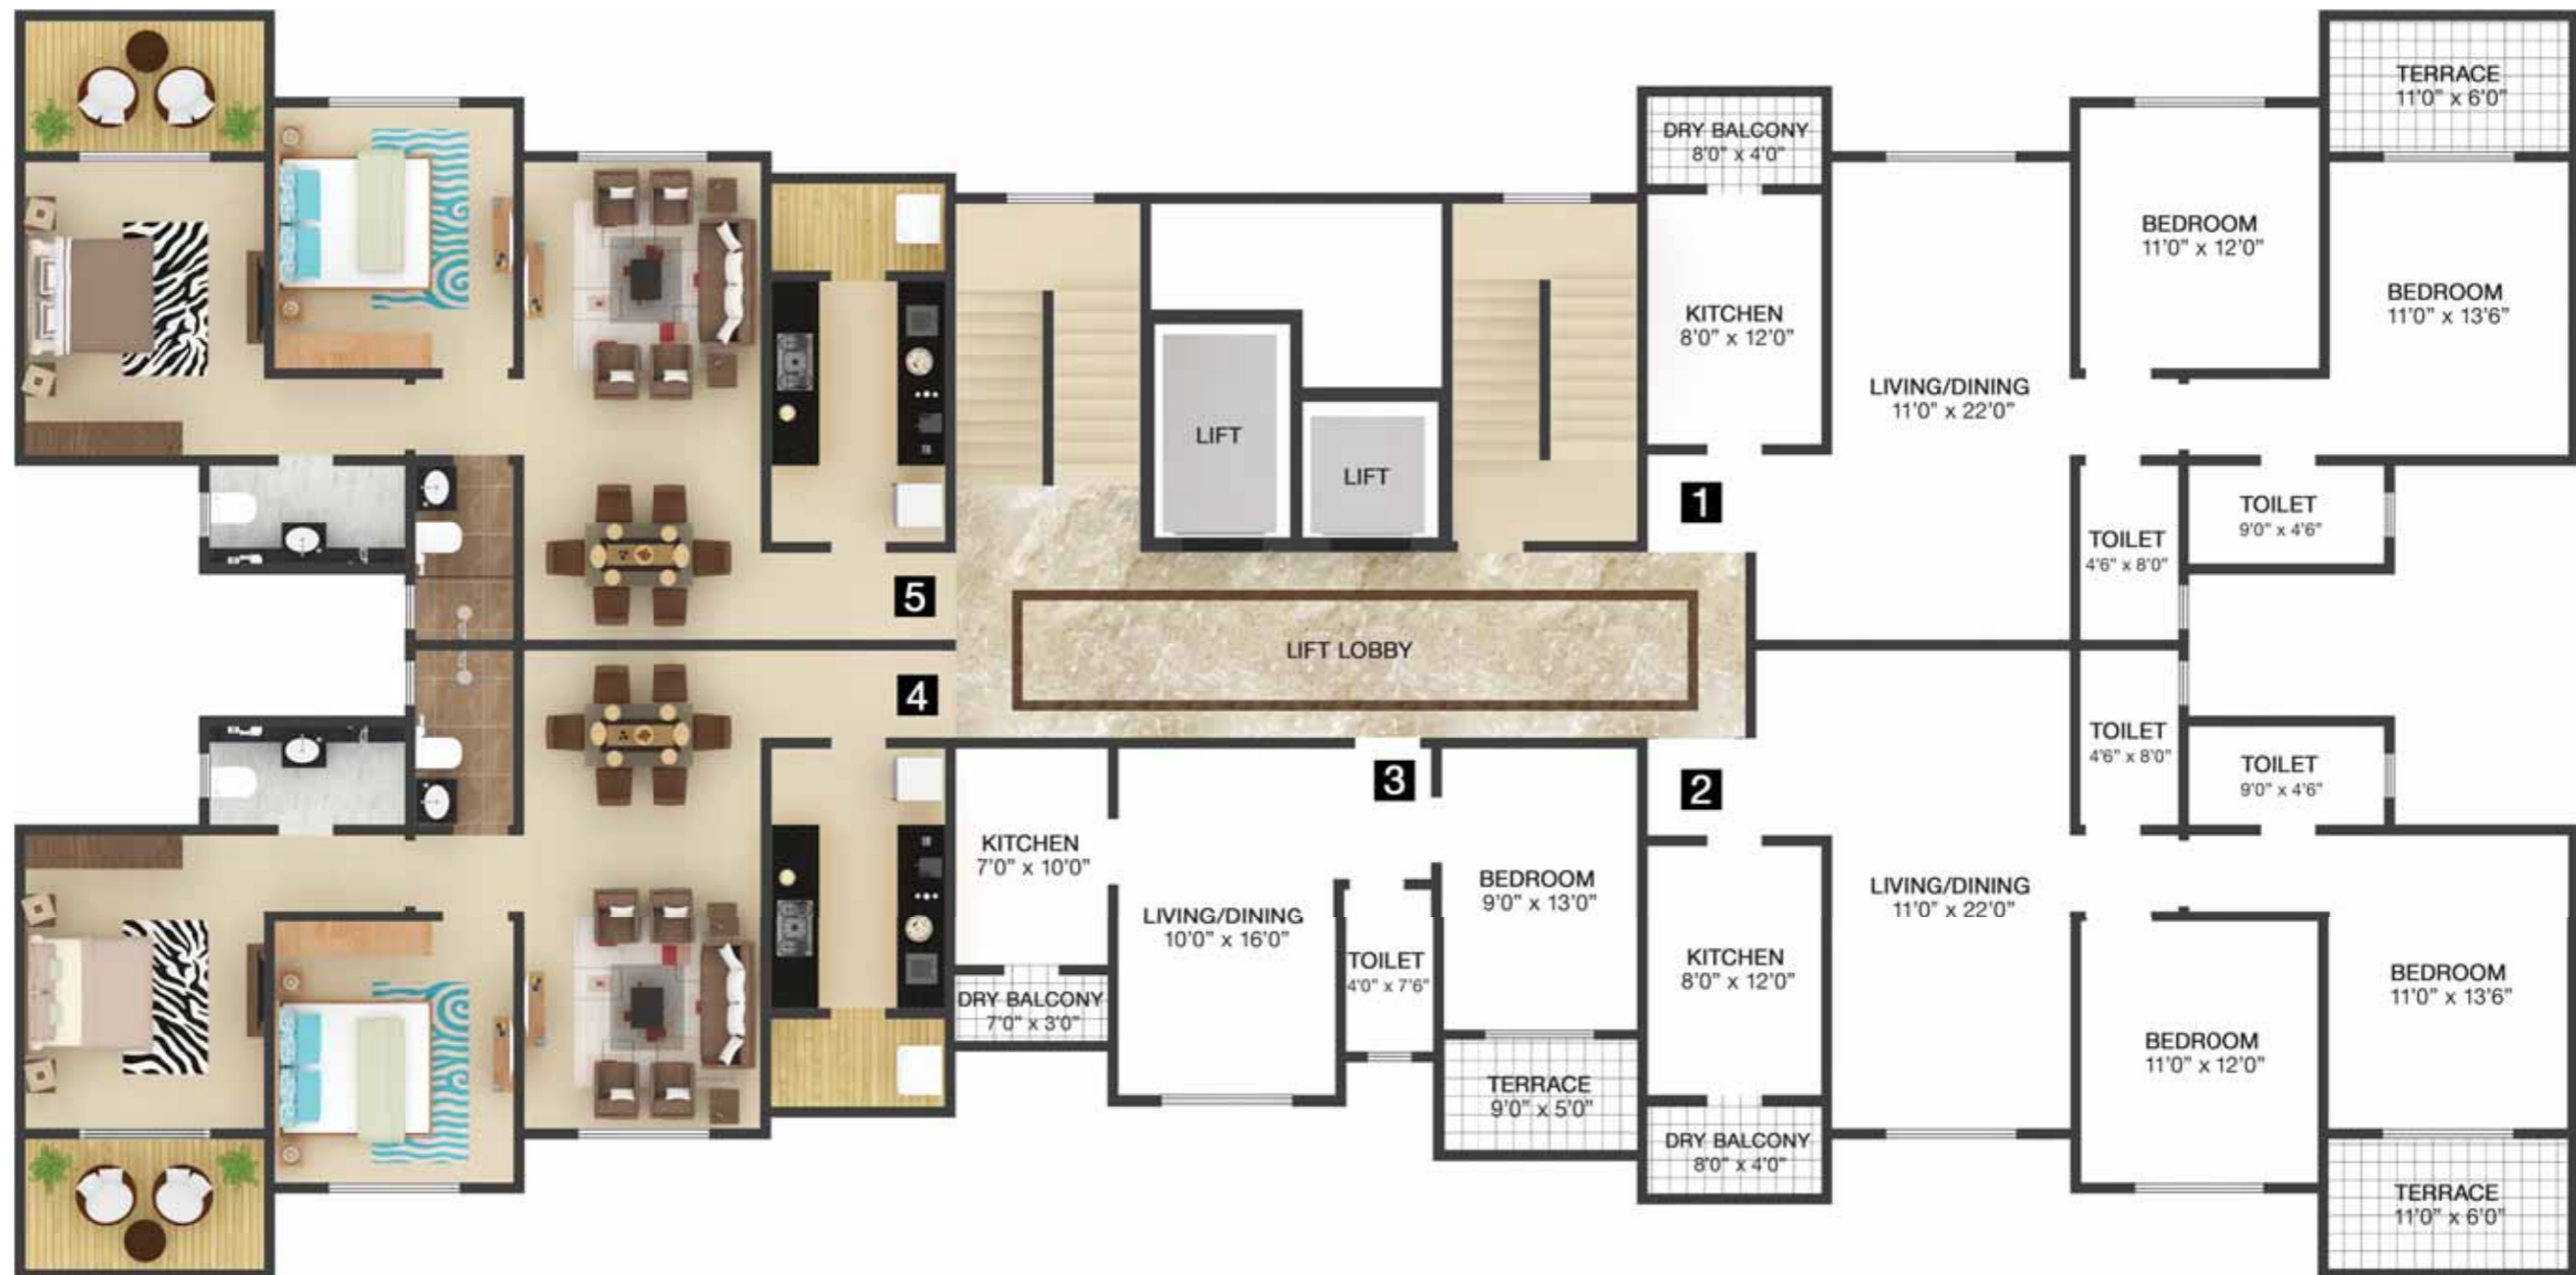 TERRACE
11'0" x 6'0"
DRY BALCONY
8'0" x 4'0"
BEDROOM
11'0" x 12'0"
BEDROOM
11'0" x 13'6"
KITCHEN
8'0" x 12'0"
LIVING/DINING
11'0" x 22'0"
LIFT
LIFT
1
TOILET
9'0" x 4'6"
TOILET
4'6" x 8'0"
5
LIFT LOBBY
4
3
2
TOILET
4'6" x 8'0"
TOILET
9'0" x 4'6"
KITCHEN
7'0" x 10'0"
BEDROOM
9'0" x 13'0"
LIVING/DINING
11'0" x 22'0"
LIVING/DINING
10'0" x 16'0"
TOILET
4'0" x 7'6"
KITCHEN
8'0" x 12'0"
BEDROOM
11'0" x 13'6"
DRY BALCONY
7'0" x 3'0"
BEDROOM
11'0" x 12'0"
TERRACE
9'0" x 5'0"
DRY BALCONY
8'0" x 4'0"
TERRACE
11'0" x 6'0"